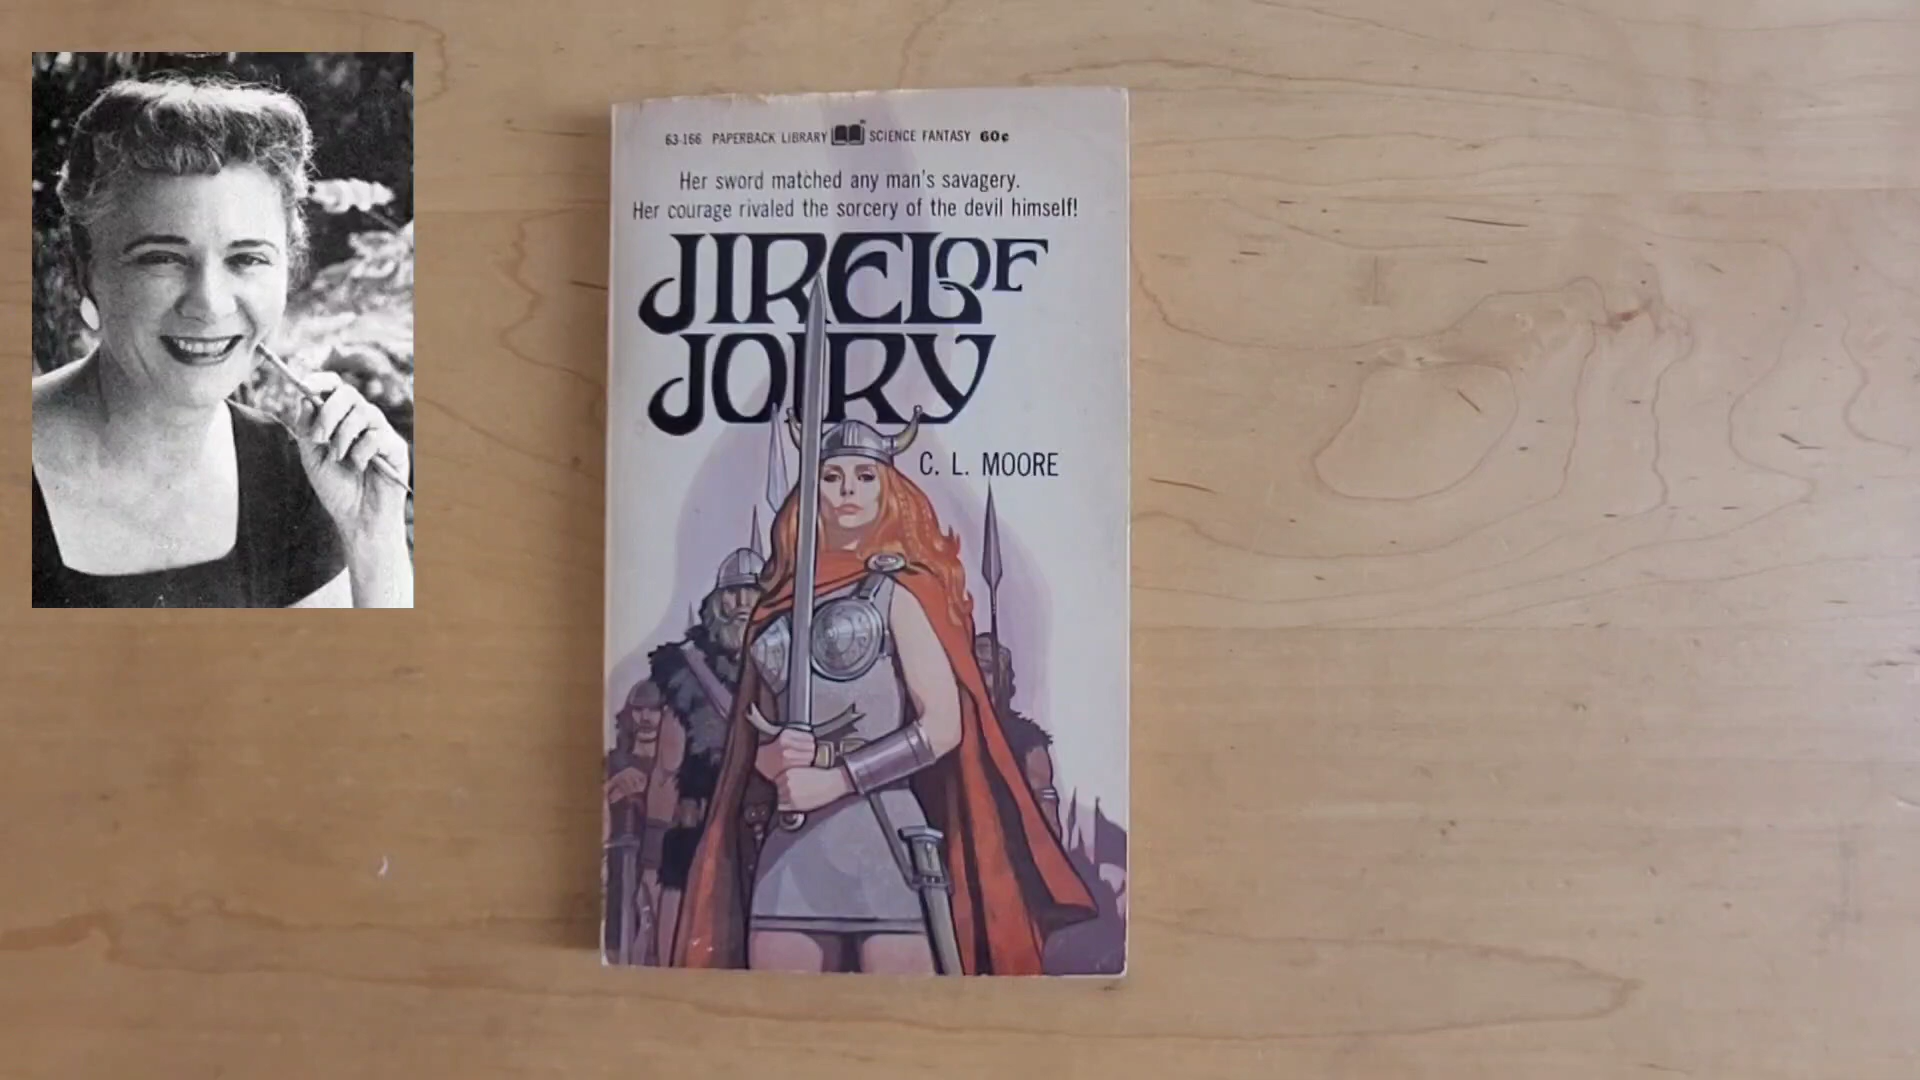 63-166 PAPERBACK LIBRARY SCIENCE FANTASY 60¢
Her sword matched any man's savagery.
Her courage rivaled the sorcery of the devil himself!
JIREL OF
JOIRY
C. L. MOORE